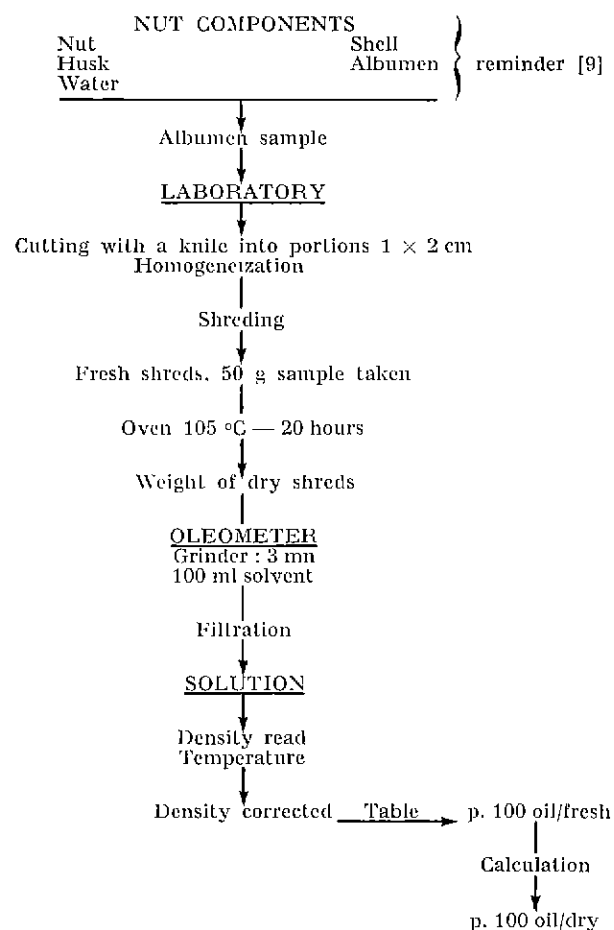 NUT COMPONENTS
Nut Shell
Husk Albumen reminder [9]
Water
Albumen sample
LABORATORY
Cutting with a knile into portions 1 × 2 cm
Homogeneization
Shreding
Fresh shreds, 50 g sample taken
Oven 105 °C — 20 hours
Weight of dry shreds
OLEOMETER
Grinder : 3 mn
100 ml solvent
Filtration
SOLUTION
Density read
Temperature
Density corrected Table p. 100 oil/fresh
Calculation
p. 100 oil/dry